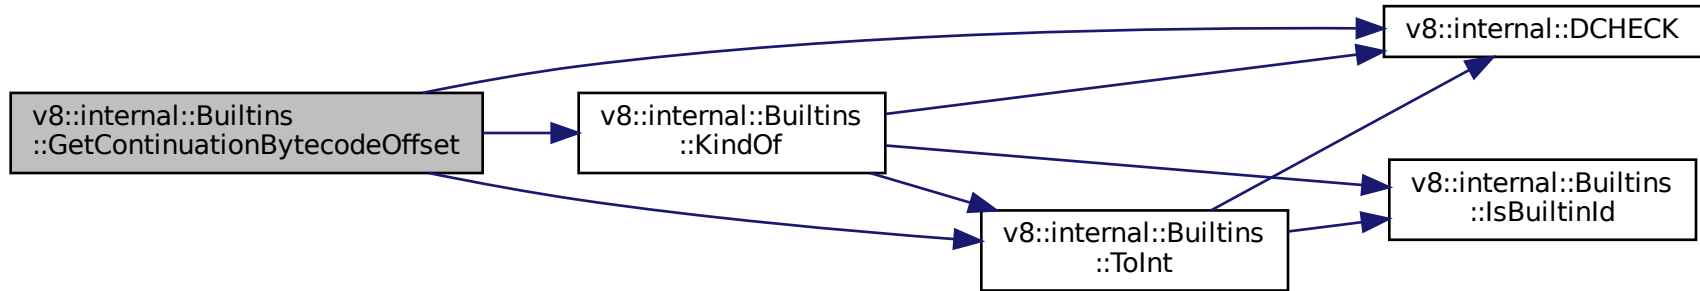 v8::internal::Builtins
::GetContinuationBytecodeOffset
v8::internal::Builtins
::KindOf
v8::internal::DCHECK
v8::internal::Builtins
::IsBuiltinId
v8::internal::Builtins
::ToInt